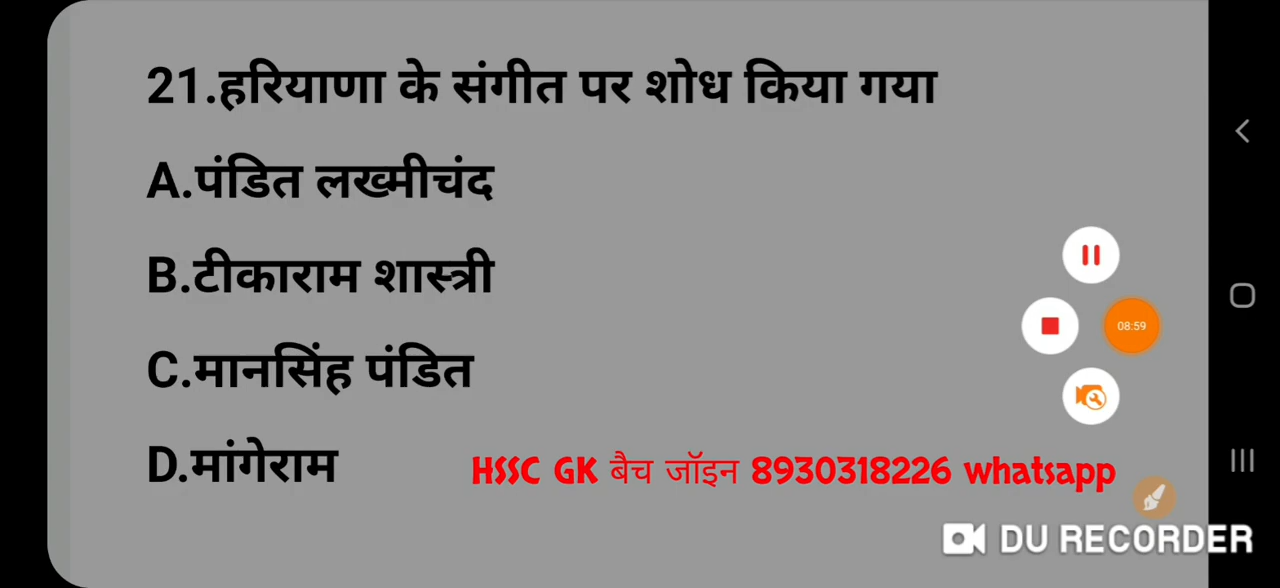 21.हरियाणा के संगीत पर शोध किया गया
A.पंडित लख्मीचंद
B.टीकाराम शास्त्री
08:59
C.मानसिंह पंडित
D.मांगेराम
HSSC GK बैच जॉइन 8930318226 whatsapp
DU RECORDER